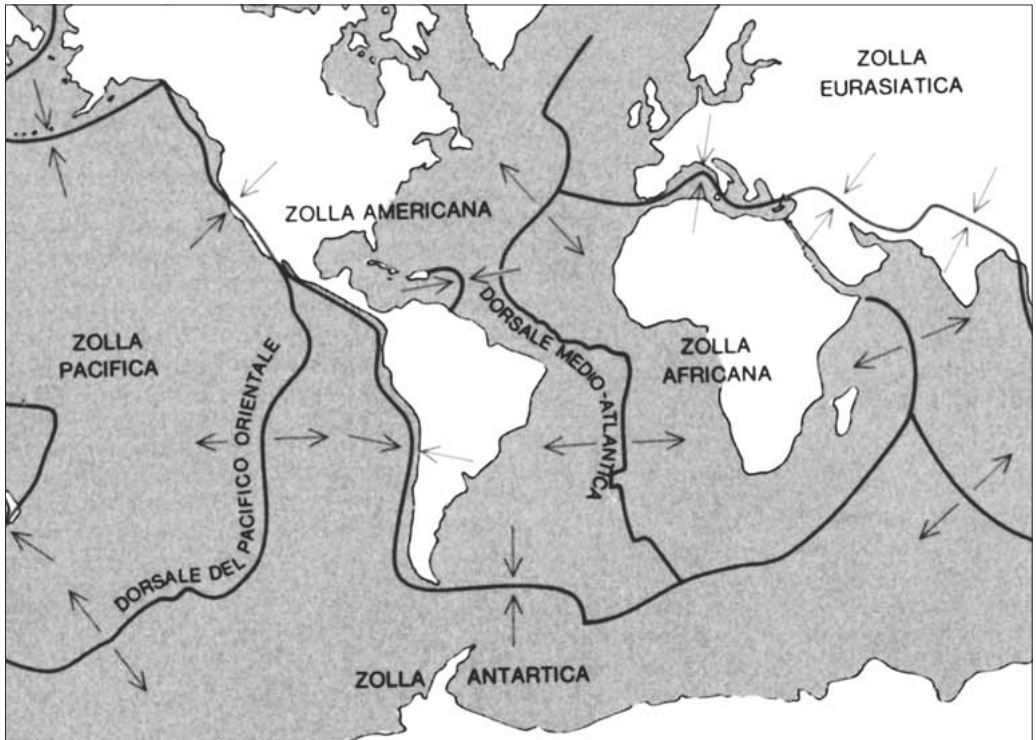 ZOLLA
EURASIATICA
ZOLLA AMERICANA
ZOLLA
PACIFICA
DORSALE DEL PACIFICO ORIENTALE
DORSALE MEDIO-ATLANTICA
ZOLLA
AFRICANA
ZOLLA ANTARTICA